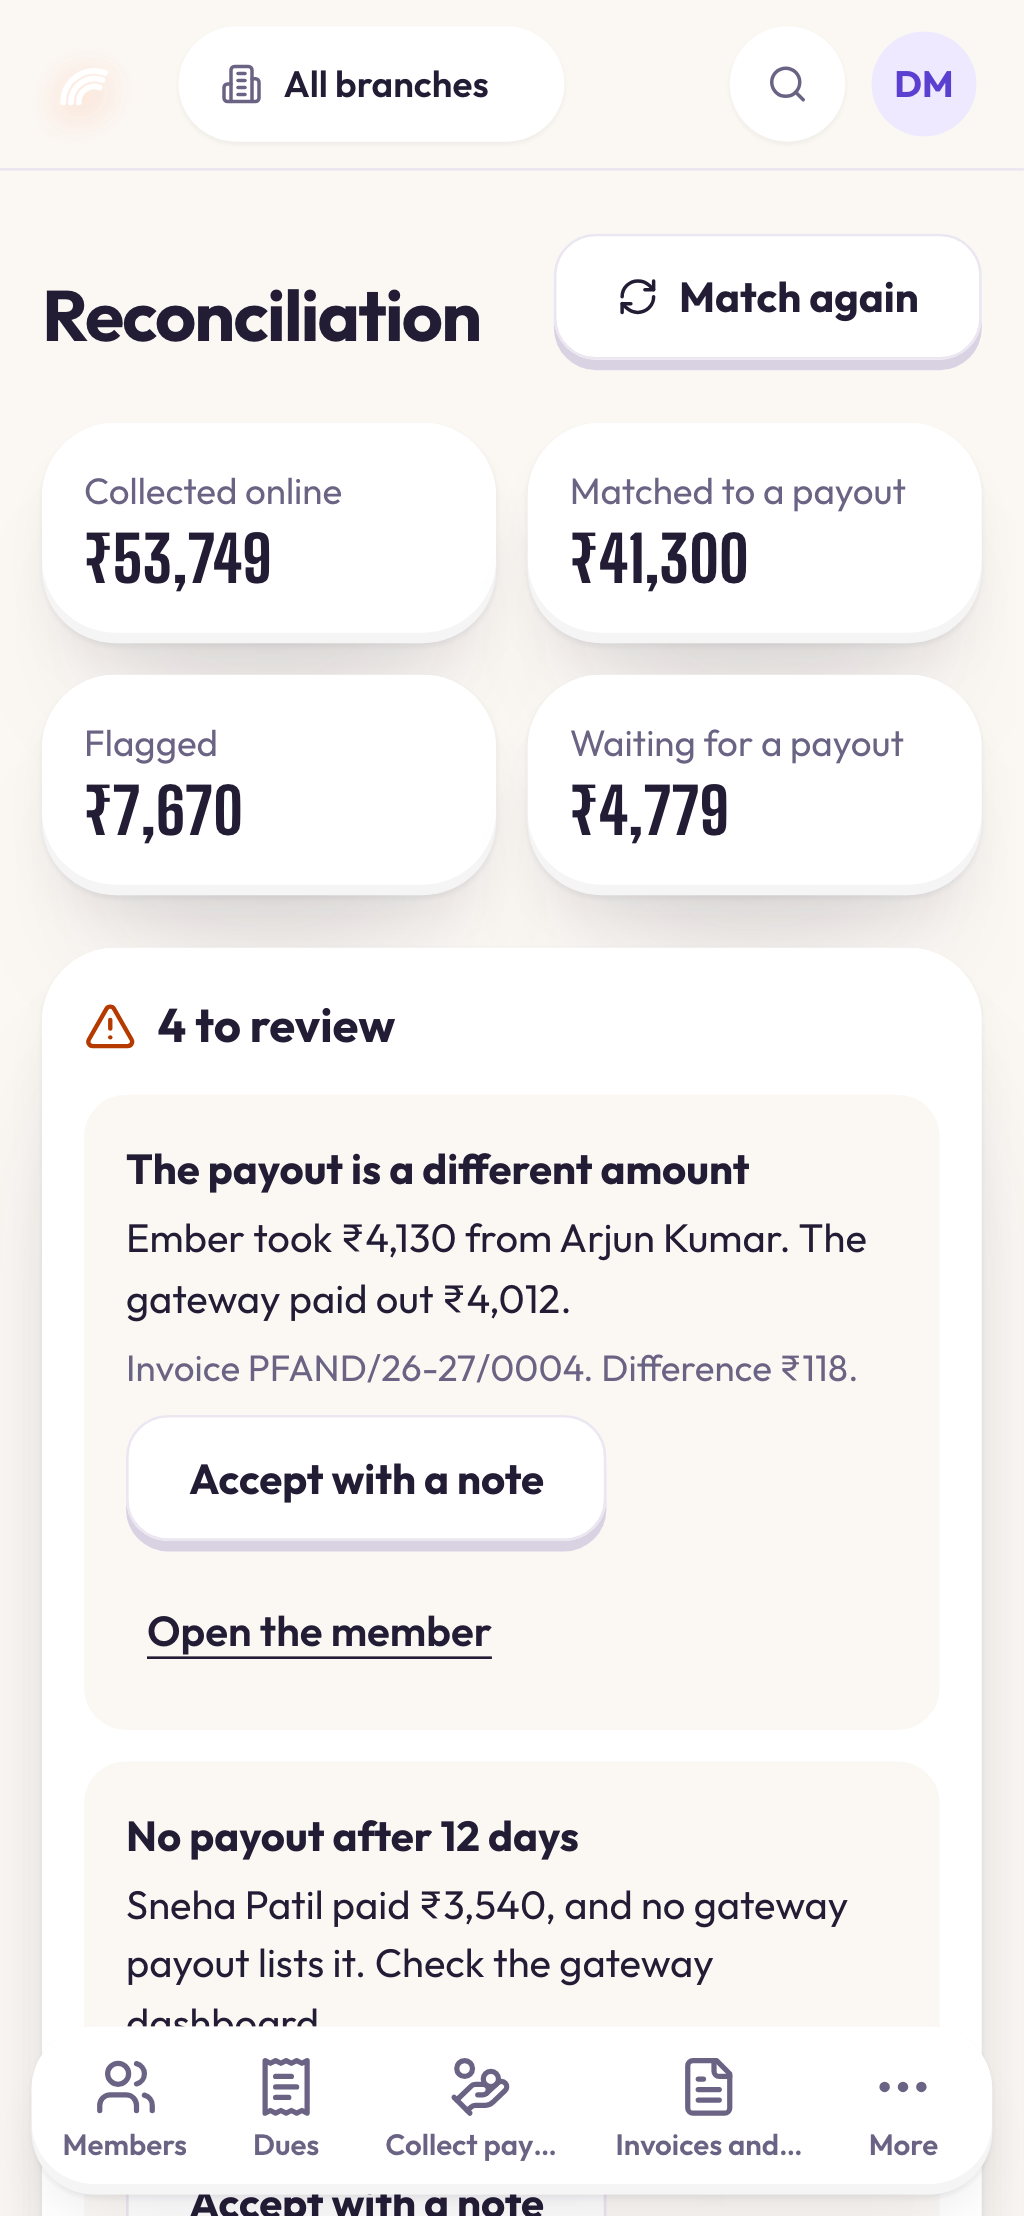 All branches
DM
Reconciliation
Match again
Collected online
₹53,749
Matched to a payout
₹41,300
Flagged
₹7,670
Waiting for a payout
₹4,779
4 to review
The payout is a different amount
Ember took ₹4,130 from Arjun Kumar. The
gateway paid out ₹4,012.
Invoice PFAND/26-27/0004. Difference ₹118.
Accept with a note
Open the member
No payout after 12 days
Sneha Patil paid ₹3,540, and no gateway
payout lists it. Check the gateway
dashboard
Members
Dues
Collect pay...
Invoices and...
More
Accept with a note